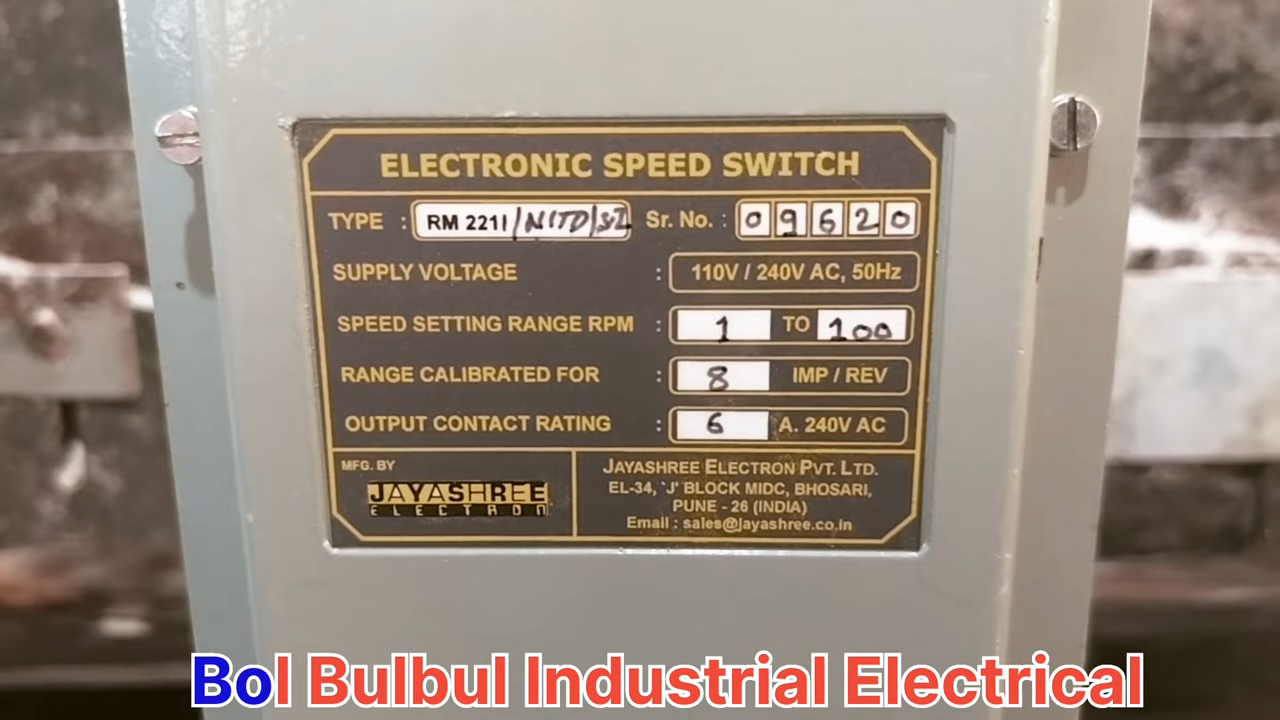 ELECTRONIC SPEED SWITCH
TYPE : RM 221I/NITD/SI Sr. No. : 09620
SUPPLY VOLTAGE : 110V / 240V AC, 50Hz
SPEED SETTING RANGE RPM : 1 TO 100
RANGE CALIBRATED FOR : 8 IMP / REV
OUTPUT CONTACT RATING : 6 A. 240V AC
MFG. BY
JAYASHREE
ELECTRON
JAYASHREE ELECTRON PVT. LTD.
EL-34, 'J' BLOCK MIDC, BHOSARI,
PUNE - 26 (INDIA)
Email : sales@jayashree.co.in
Bol Bulbul Industrial Electrical